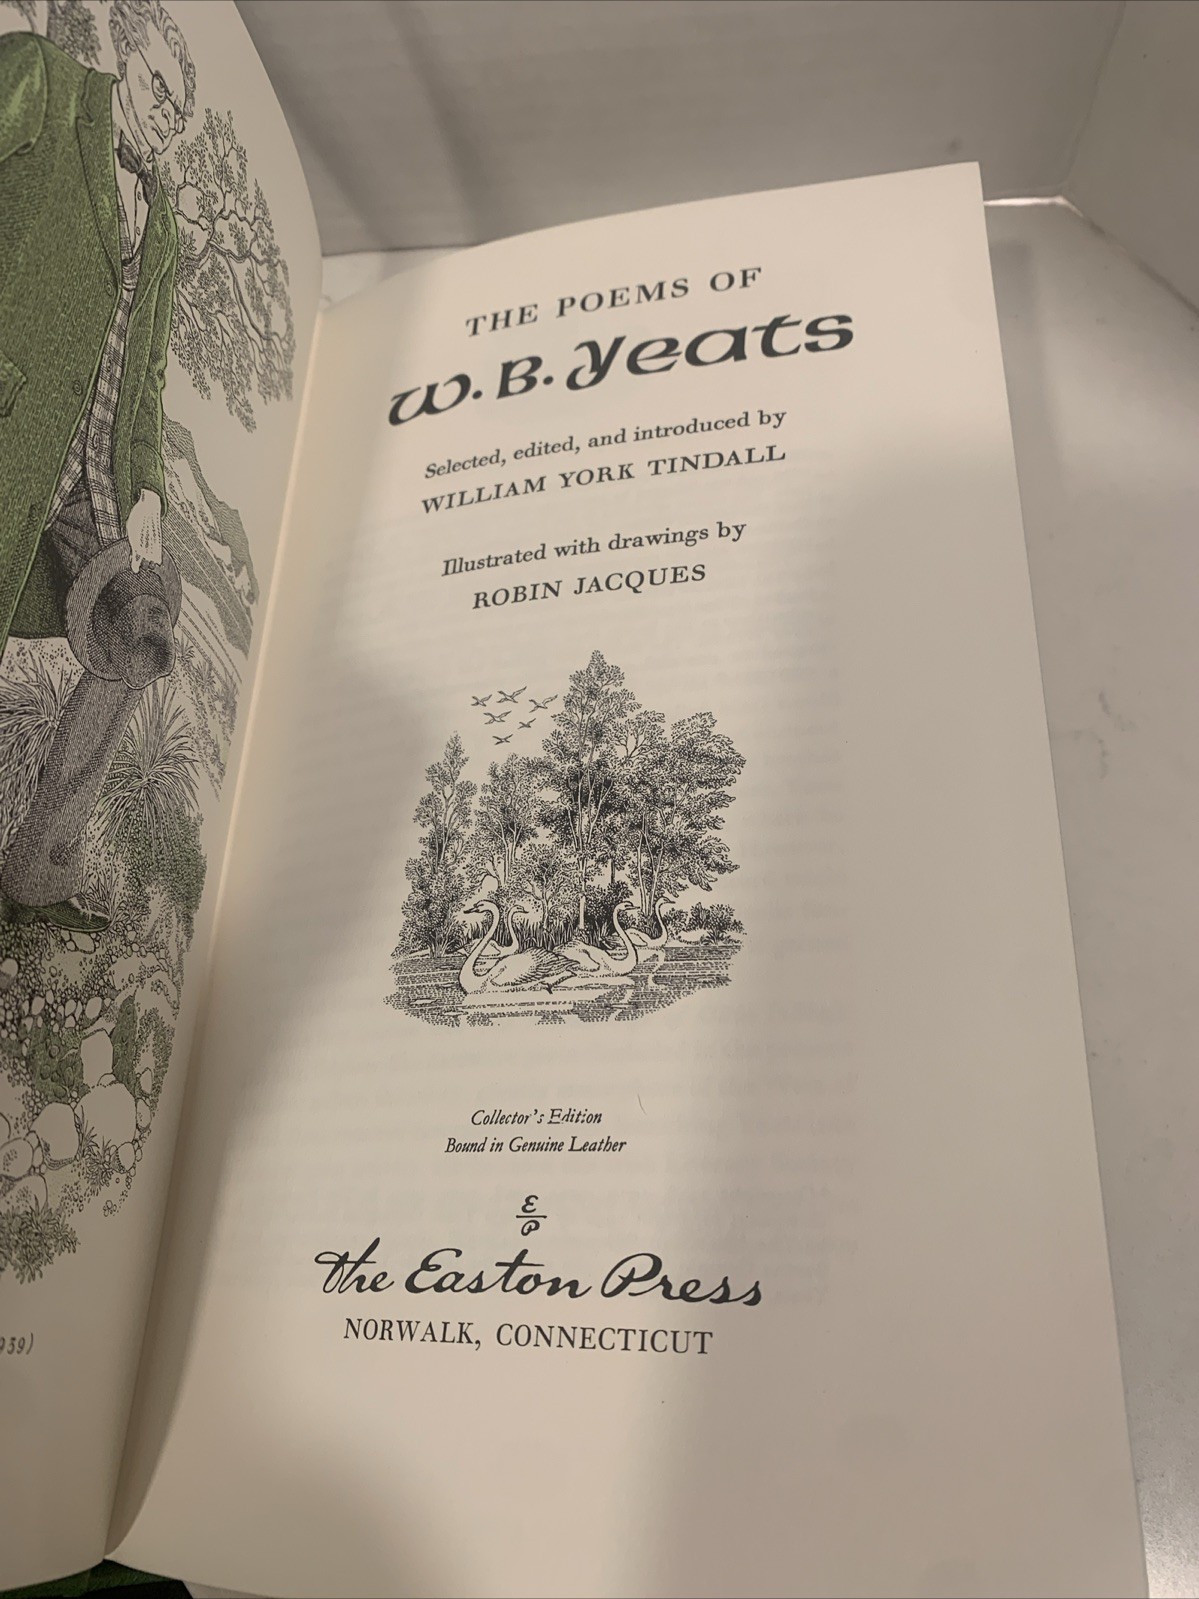 THE POEMS OF
W. B. Yeats
Selected, edited, and introduced by
WILLIAM YORK TINDALL
Illustrated with drawings by
ROBIN JACQUES
Collector's Edition
Bound in Genuine Leather
E
P
The Easton Press
NORWALK, CONNECTICUT
939)